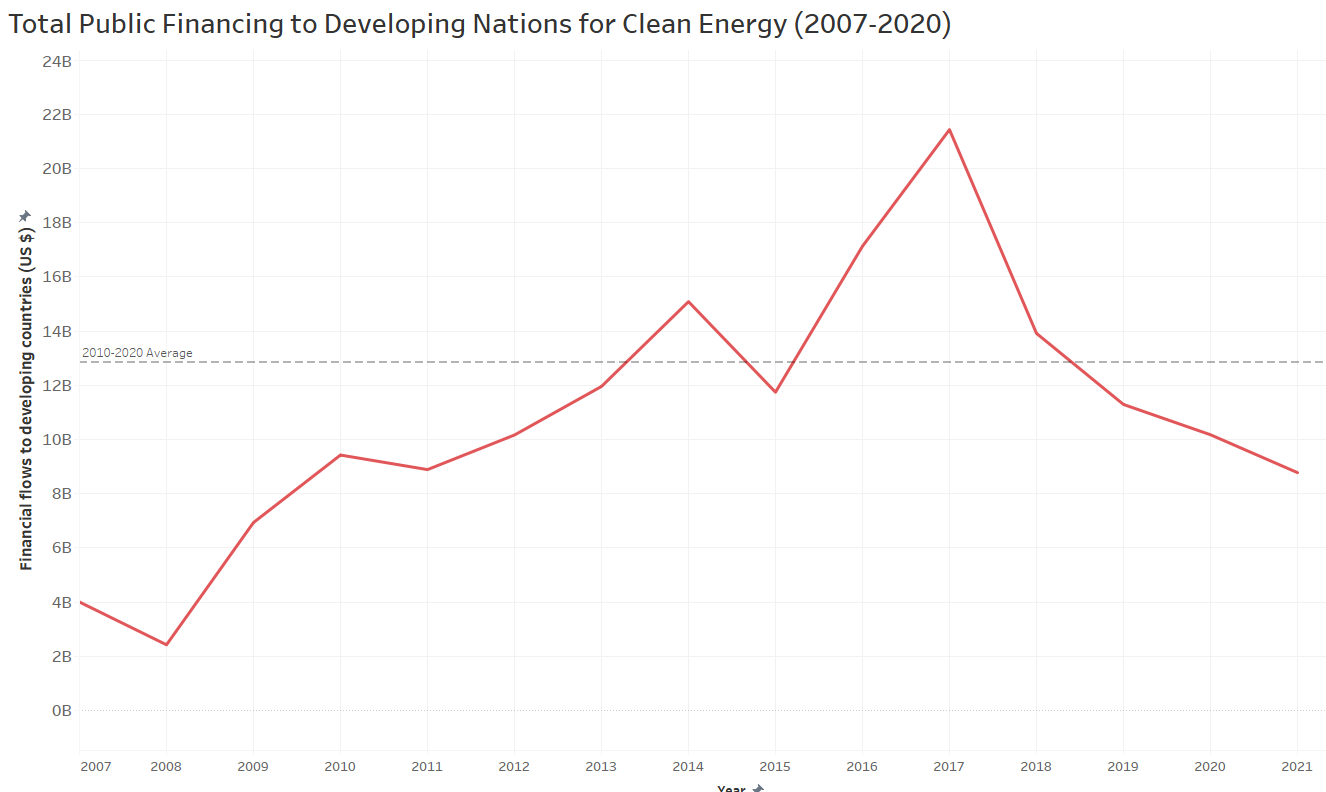 Total Public Financing to Developing Nations for Clean Energy (2007-2020)
24B
22B
20B
18B
16B
14B
12B
10B
8B
6B
4B
2B
0B
Financial flows to developing countries (US $)
2010-2020 Average
2007 2008 2009 2010 2011 2012 2013 2014 2015 2016 2017 2018 2019 2020 2021
Year